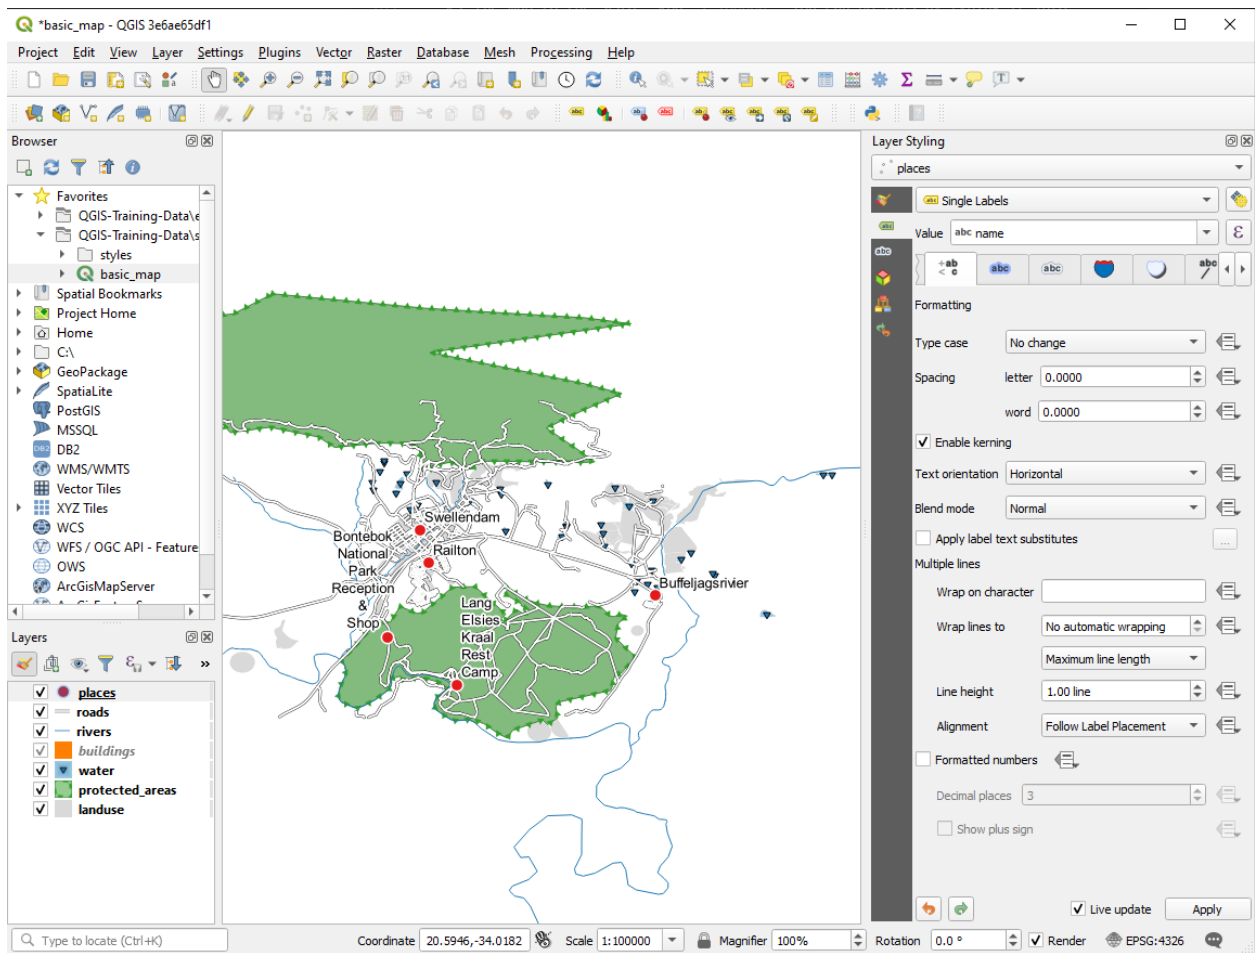 *basic_map - QGIS 3e6ae65df1
Project Edit View Layer Settings Plugins Vector Raster Database Mesh Processing Help
Browser
Favorites
QGIS-Training-Data\e
QGIS-Training-Data\s
styles
basic_map
Spatial Bookmarks
Project Home
Home
C:\
GeoPackage
SpatiaLite
PostGIS
MSSQL
DB2
WMS/WMTS
Vector Tiles
XYZ Tiles
WCS
WFS / OGC API - Feature
OWS
ArcGisMapServer
Layers
places
roads
rivers
buildings
water
protected_areas
landuse
Swellendam
Bontebok
National
Park
Reception
&
Shop
Railton
Buffeljagsrivier
Lang
Elsies
Kraal
Rest
Camp
Layer Styling
places
Single Labels
Value abc name
Formatting
Type case No change
Spacing letter 0.0000
word 0.0000
Enable kerning
Text orientation Horizontal
Blend mode Normal
Apply label text substitutes ...
Multiple lines
Wrap on character
Wrap lines to No automatic wrapping
Maximum line length
Line height 1.00 line
Alignment Follow Label Placement
Formatted numbers
Decimal places 3
Show plus sign
Live update Apply
Type to locate (Ctrl+K) Coordinate 20.5946,-34.0182 Scale 1:100000 Magnifier 100% Rotation 0.0 ° Render EPSG:4326